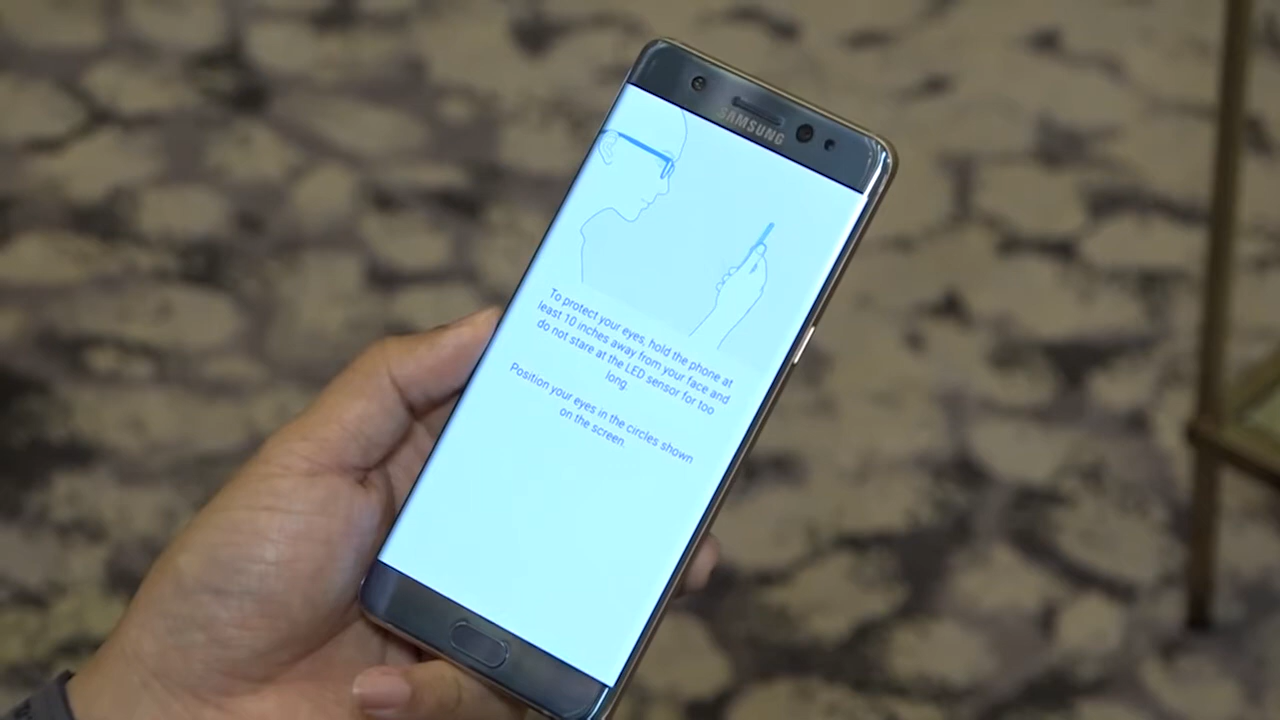 SAMSUNG
To protect your eyes, hold the phone at
least 10 inches away from your face and
do not stare at the LED sensor for too
long.
Position your eyes in the circles shown
on the screen.